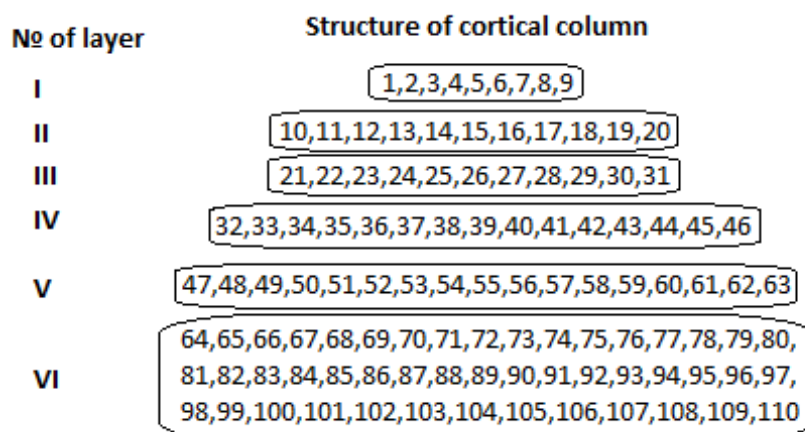 Structure of cortical column
№ of layer
I 1,2,3,4,5,6,7,8,9
II 10,11,12,13,14,15,16,17,18,19,20
III 21,22,23,24,25,26,27,28,29,30,31
IV 32,33,34,35,36,37,38,39,40,41,42,43,44,45,46
V 47,48,49,50,51,52,53,54,55,56,57,58,59,60,61,62,63
64,65,66,67,68,69,70,71,72,73,74,75,76,77,78,79,80,
VI 81,82,83,84,85,86,87,88,89,90,91,92,93,94,95,96,97,
98,99,100,101,102,103,104,105,106,107,108,109,110